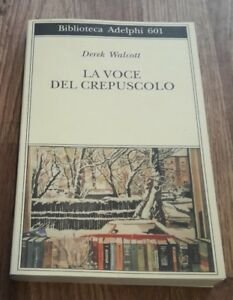 Biblioteca Adelphi 601
Derek Walcott
LA VOCE
DEL CREPUSCOLO